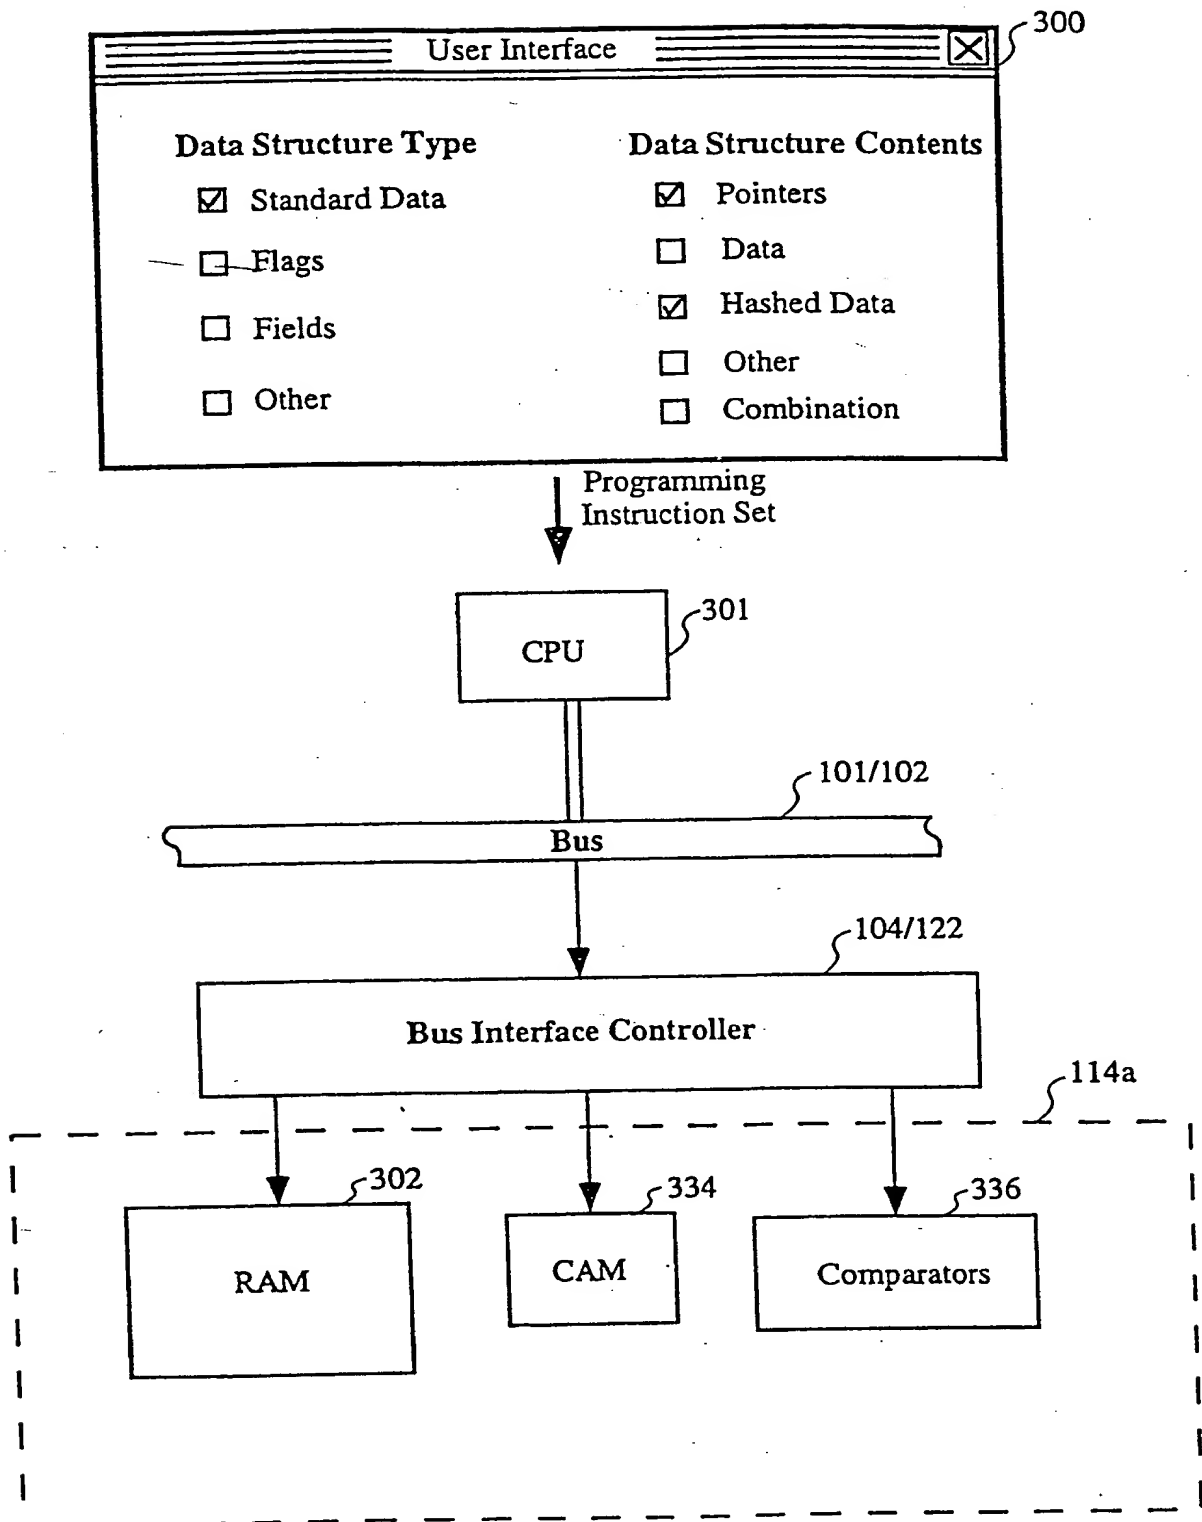 300
User Interface
Data Structure Type
Data Structure Contents
Standard Data
Pointers
Flags
Data
Fields
Hashed Data
Other
Other
Combination
Programming
Instruction Set
301
CPU
101/102
Bus
104/122
Bus Interface Controller
114a
302
334
336
RAM
CAM
Comparators